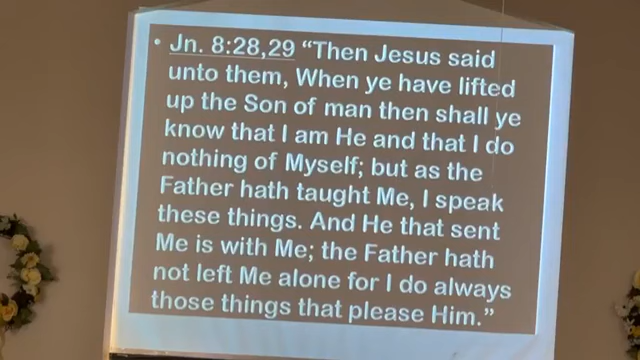 • Jn. 8:28,29 “Then Jesus said
unto them, When ye have lifted
up the Son of man then shall ye
know that I am He and that I do
nothing of Myself; but as the
Father hath taught Me, I speak
these things. And He that sent
Me is with Me; the Father hath
not left Me alone for I do always
those things that please Him.”